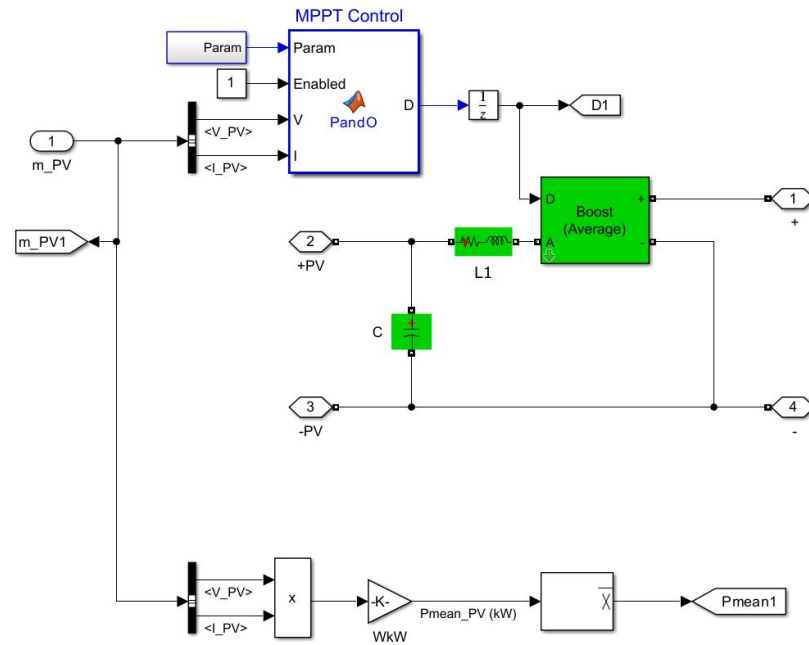 MPPT Control
Param
Param
1
Enabled
V
I
D
PandO
<V_PV>
<I_PV>
1
z
D1
1
m_PV
m_PV1
D
A
Boost
(Average)
+
-
1
+
2
+PV
L1
C
3
-PV
4
-
<V_PV>
<I_PV>
x
-K-
WkW
Pmean_PV (kW)
X
Pmean1